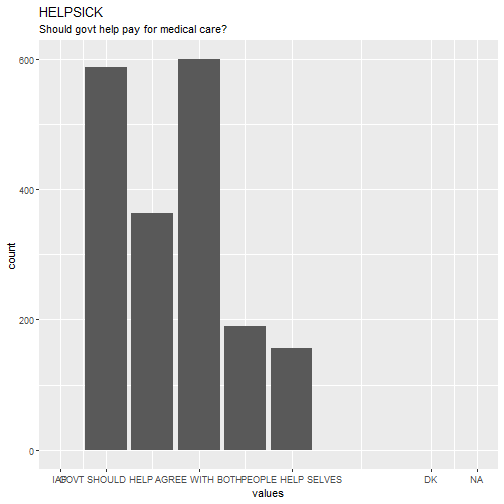 HELPSICK
Should govt help pay for medical care?
600
400
200
0
count
IAP GOVT SHOULD HELP AGREE WITH BOTH PEOPLE HELP SELVES DK NA
values